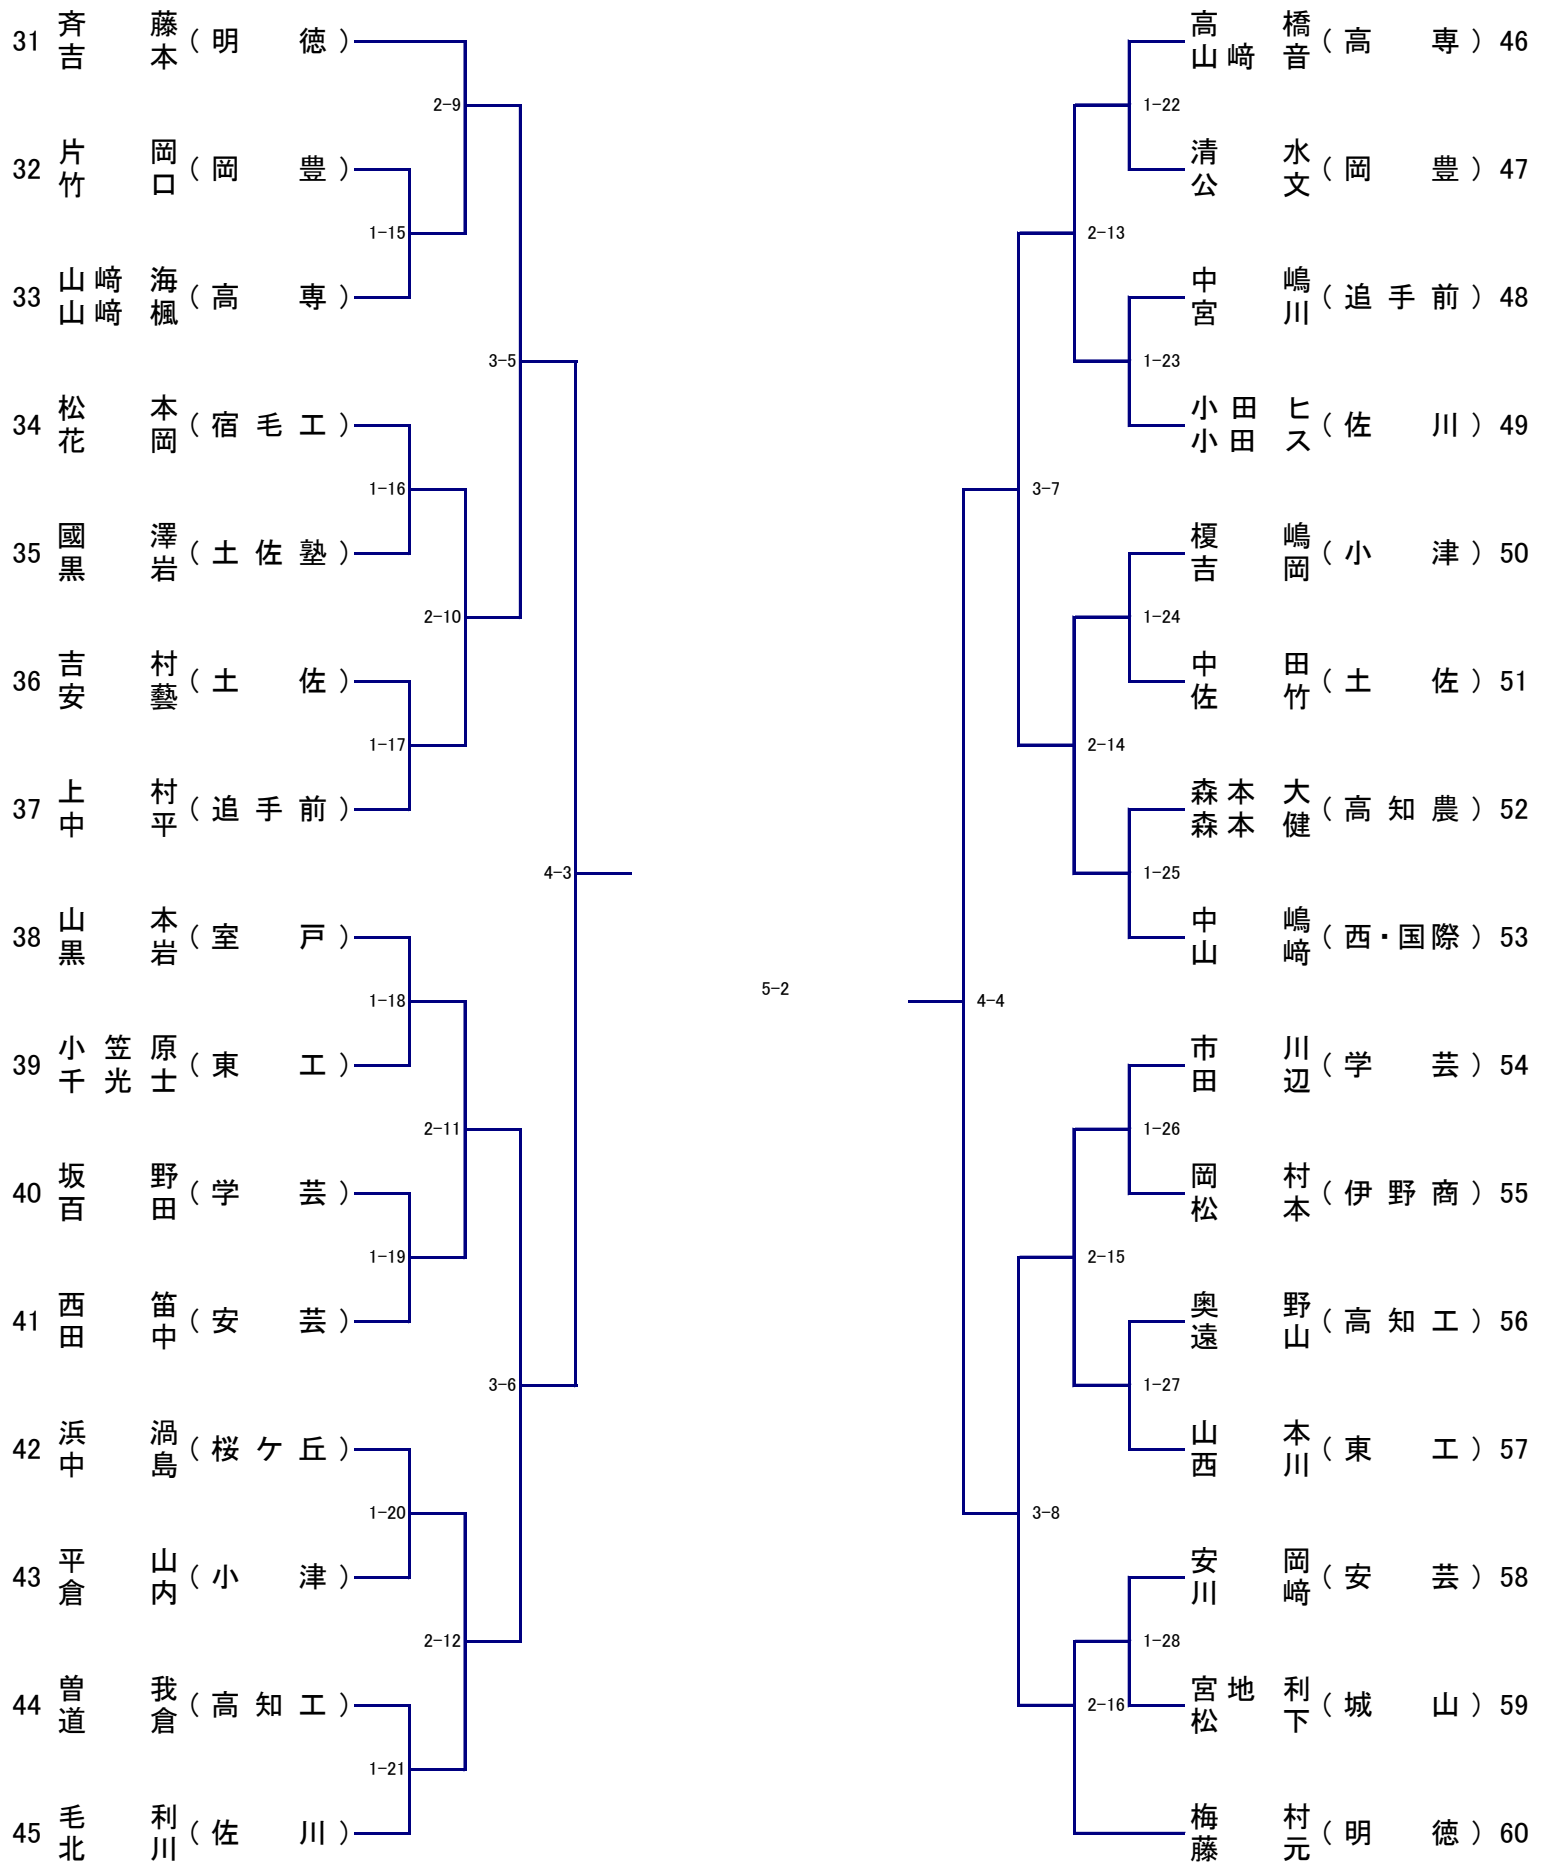 31 斉藤 吉本 （明徳）
2-9
32 片岡 竹口 （岡豊）
1-15
33 山﨑海 山﨑楓 （高専）
3-5
34 松本 花岡 （宿毛工）
1-16
35 國澤 黒岩 （土佐塾）
2-10
36 吉村 安藝 （土佐）
1-17
37 上村 中平 （追手前）
4-3
38 山本 黒岩 （室戸）
1-18
39 小笠原 千光士 （東工）
2-11
40 坂野 百田 （学芸）
1-19
41 西笛 田中 （安芸）
3-6
42 浜渦 中島 （桜ケ丘）
1-20
43 平山 倉内 （小津）
2-12
44 曽我 道倉 （高知工）
1-21
45 毛利 北川 （佐川）
5-2
高橋 山﨑音 （高専） 46
1-22
清水 公文 （岡豊） 47
2-13
中嶋 宮川 （追手前） 48
1-23
小田ヒ 小田ス （佐川） 49
3-7
榎嶋 吉岡 （小津） 50
1-24
中田 佐竹 （土佐） 51
2-14
森本大 森本健 （高知農） 52
1-25
中嶋 山﨑 （西・国際） 53
4-4
市川 田辺 （学芸） 54
1-26
岡村 松本 （伊野商） 55
2-15
奥野 遠山 （高知工） 56
1-27
山本 西川 （東工） 57
3-8
安岡 川﨑 （安芸） 58
1-28
宮地利 松下 （城山） 59
2-16
梅村 藤元 （明徳） 60